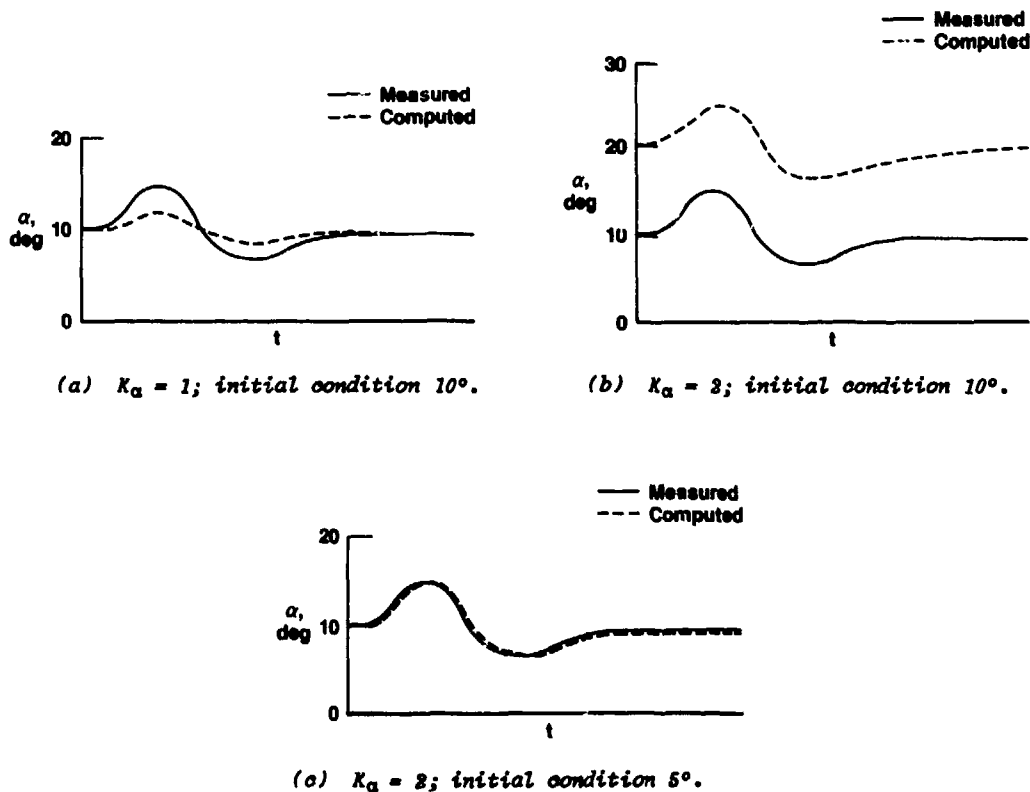 Measured
Computed
20
α,
deg
10
0
t
(a) Kα = 1; initial condition 10°.
Measured
Computed
30
20
α,
deg
10
0
t
(b) Kα = 2; initial condition 10°.
Measured
Computed
20
α,
deg
10
0
t
(c) Kα = 2; initial condition 5°.